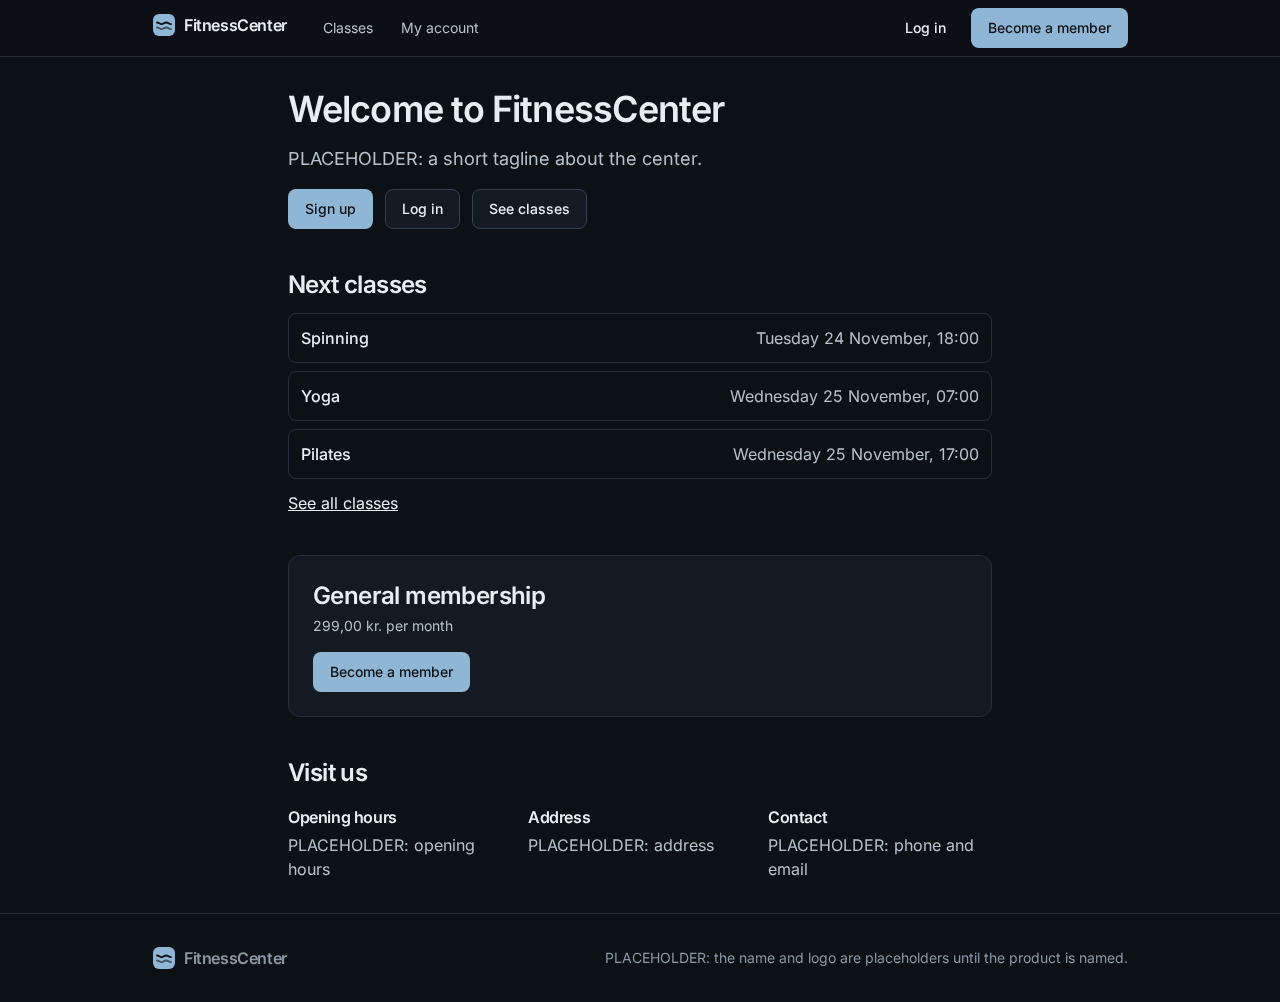 FitnessCenter
Classes
My account
Log in
Become a member
Welcome to FitnessCenter
PLACEHOLDER: a short tagline about the center.
Sign up
Log in
See classes
Next classes
Spinning
Tuesday 24 November, 18:00
Yoga
Wednesday 25 November, 07:00
Pilates
Wednesday 25 November, 17:00
See all classes
General membership
299,00 kr. per month
Become a member
Visit us
Opening hours
PLACEHOLDER: opening
hours
Address
PLACEHOLDER: address
Contact
PLACEHOLDER: phone and
email
FitnessCenter
PLACEHOLDER: the name and logo are placeholders until the product is named.